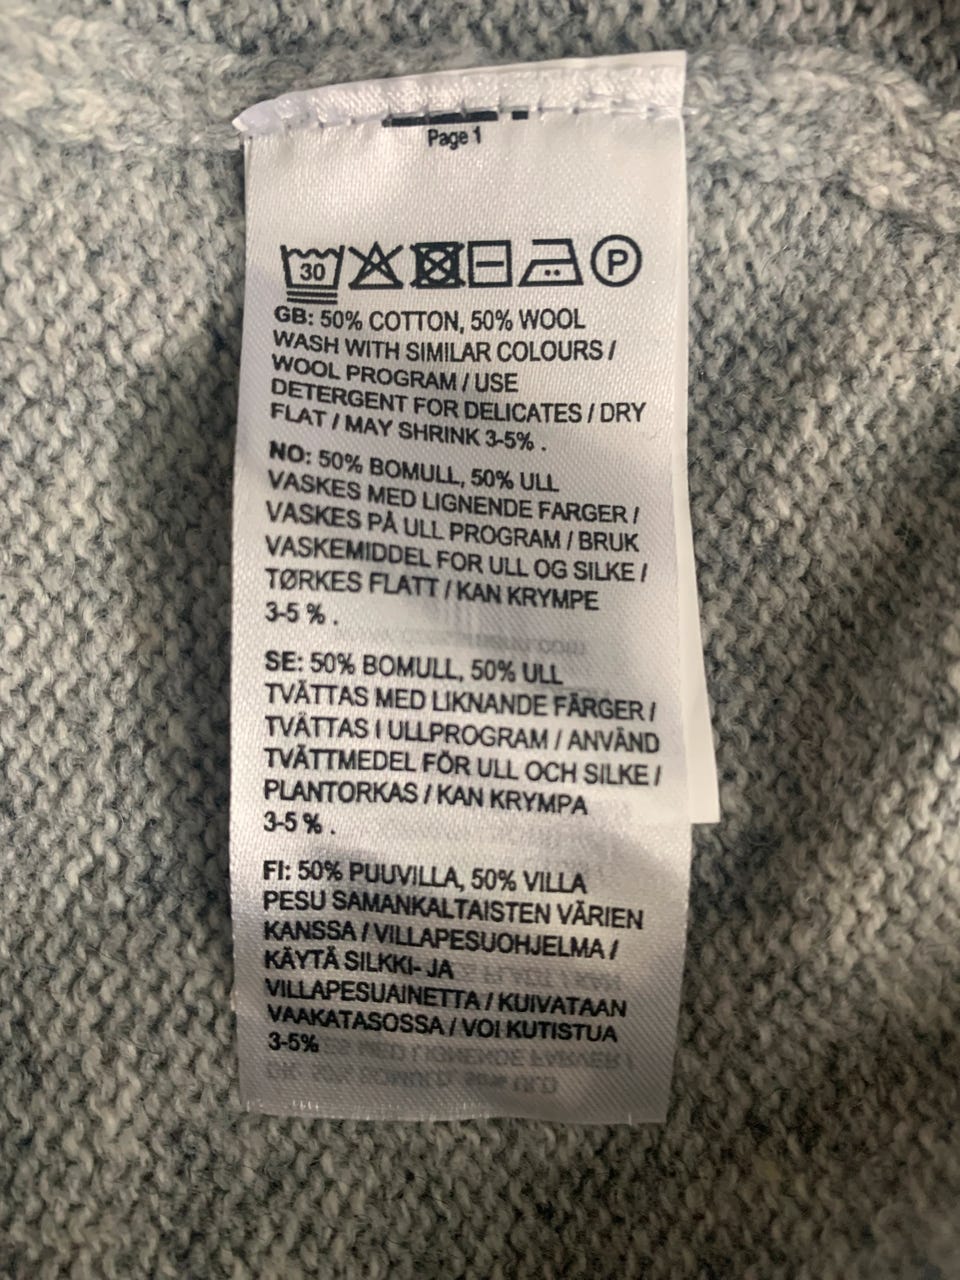 Page 1
30 P
GB: 50% COTTON, 50% WOOL
WASH WITH SIMILAR COLOURS /
WOOL PROGRAM / USE
DETERGENT FOR DELICATES / DRY
FLAT / MAY SHRINK 3-5% .
NO: 50% BOMULL, 50% ULL
VASKES MED LIGNENDE FARGER /
VASKES PÅ ULL PROGRAM / BRUK
VASKEMIDDEL FOR ULL OG SILKE /
TØRKES FLATT / KAN KRYMPE
3-5 % .
SE: 50% BOMULL, 50% ULL
TVÄTTAS MED LIKNANDE FÄRGER /
TVÄTTAS I ULLPROGRAM / ANVÄND
TVÄTTMEDEL FÖR ULL OCH SILKE /
PLANTORKAS / KAN KRYMPA
3-5 % .
FI: 50% PUUVILLA, 50% VILLA
PESU SAMANKALTAISTEN VÄRIEN
KANSSA / VILLAPESUOHJELMA /
KÄYTÄ SILKKI- JA
VILLAPESUAINETTA / KUIVATAAN
VAAKATASOSSA / VOI KUTISTUA
3-5%